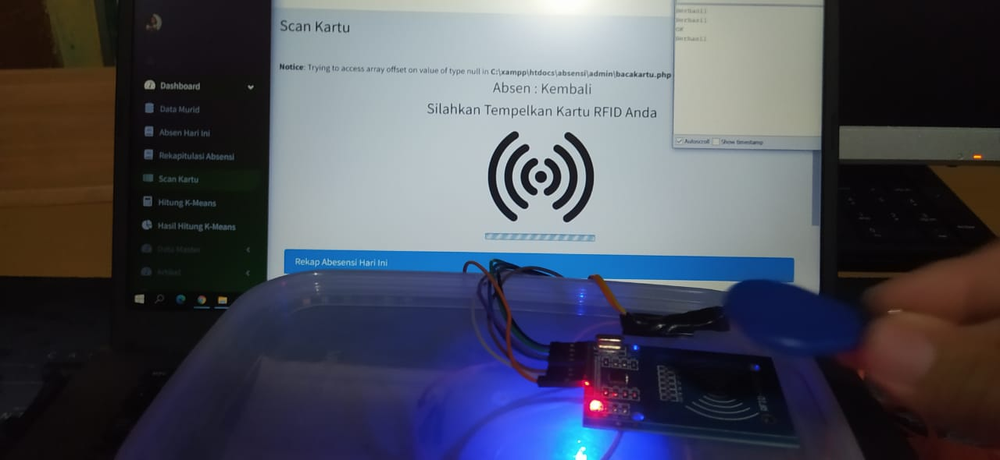 Scan Kartu
Notice: Trying to access array offset on value of type null in C:\xampp\htdocs\absensi\admin\bacakartu.php
Absen : Kembali
Silahkan Tempelkan Kartu RFID Anda
Rekap Abesensi Hari Ini
Dashboard
Data Murid
Absen Hari Ini
Rekapitulasi Absensi
Scan Kartu
Hitung K-Means
Hasil Hitung K-Means
Data Master
Artikel
Berhasil
Berhasil
OK
Berhasil
Autoscroll Show timestamp